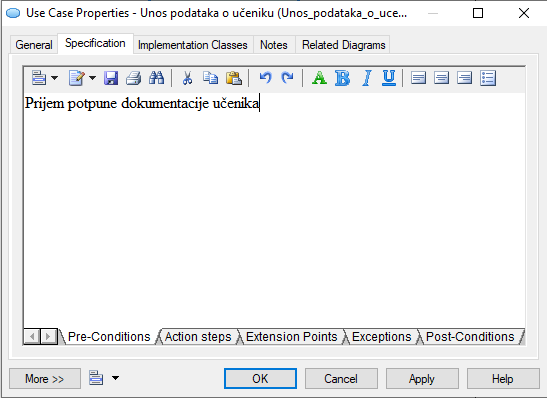 Use Case Properties - Unos podataka o učeniku (Unos_podataka_o_uce...
General Specification Implementation Classes Notes Related Diagrams
A B I U
Prijem potpune dokumentacije učenika
Pre-Conditions Action steps Extension Points Exceptions Post-Conditions
More >> OK Cancel Apply Help